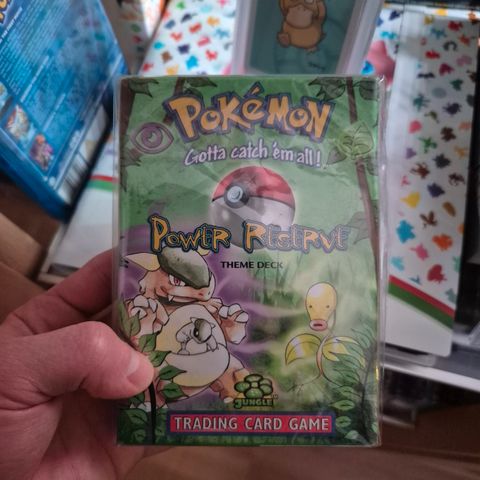 POKéMON
Gotta catch 'em all!
Power Reserve
THEME DECK
JUNGLE
TRADING CARD GAME